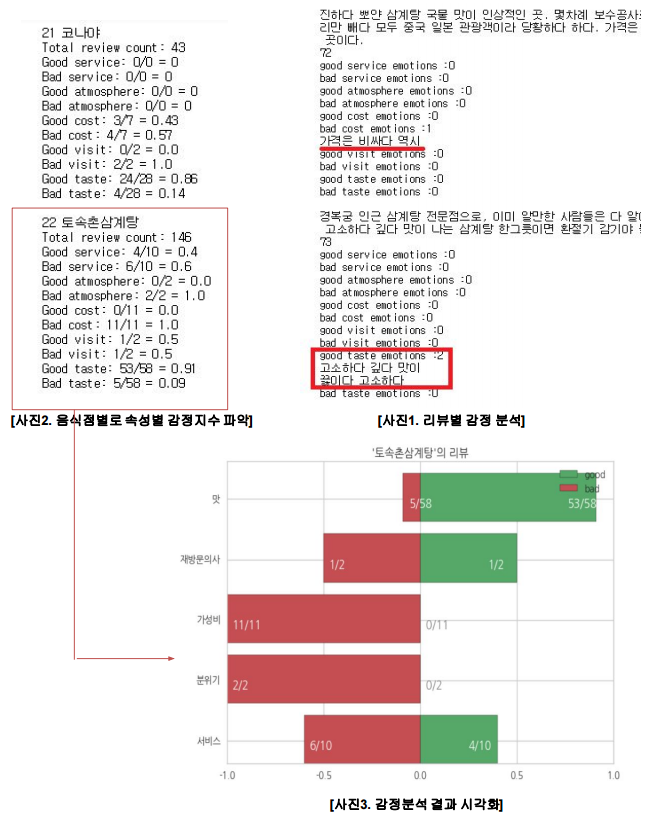 21 코나야
Total review count: 43
Good service: 0/0 = 0
Bad service: 0/0 = 0
Good atmosphere: 0/0 = 0
Bad atmosphere: 0/0 = 0
Good cost: 3/7 = 0.43
Bad cost: 4/7 = 0.57
Good visit: 0/2 = 0.0
Bad visit: 2/2 = 1.0
Good taste: 24/28 = 0.86
Bad taste: 4/28 = 0.14
22 토속촌삼계탕
Total review count: 146
Good service: 4/10 = 0.4
Bad service: 6/10 = 0.6
Good atmosphere: 0/2 = 0.0
Bad atmosphere: 2/2 = 1.0
Good cost: 0/11 = 0.0
Bad cost: 11/11 = 1.0
Good visit: 1/2 = 0.5
Bad visit: 1/2 = 0.5
Good taste: 53/58 = 0.91
Bad taste: 5/58 = 0.09
[사진2. 음식점별로 속성별 감정지수 파악]
진하다 뽀얀 삼계탕 국물 맛이 인상적인 곳. 몇차례 보수공사
리만 빼다 모두 중국 일본 관광객이라 당황하다 하다. 가격은
곳이다.
72
good service emotions :0
bad service emotions :0
good atmosphere emotions :0
bad atmosphere emotions :0
good cost emotions :0
bad cost emotions :1
가격은 비싸다 역시
good visit emotions :0
bad visit emotions :0
good taste emotions :0
bad taste emotions :0
경복궁 인근 삼계탕 전문점으로, 이미 알만한 사람들은 다
고소하다 깊다 맛이 나는 삼계탕 한그릇이면 환절기 감기야
73
good service emotions :0
bad service emotions :0
good atmosphere emotions :0
bad atmosphere emotions :0
good cost emotions :0
bad cost emotions :0
good visit emotions :0
bad visit emotions :0
good taste emotions :2
고소하다 깊다 맛이
끓이다 고소하다
bad taste emotions :0
[사진1. 리뷰별 감정 분석]
'토속촌삼계탕'의 리뷰
good
bad
맛
5/58
53/58
재방문의사
1/2
1/2
가성비
11/11
0/11
분위기
2/2
0/2
서비스
6/10
4/10
-1.0
-0.5
0.0
0.5
1.0
[사진3. 감정분석 결과 시각화]